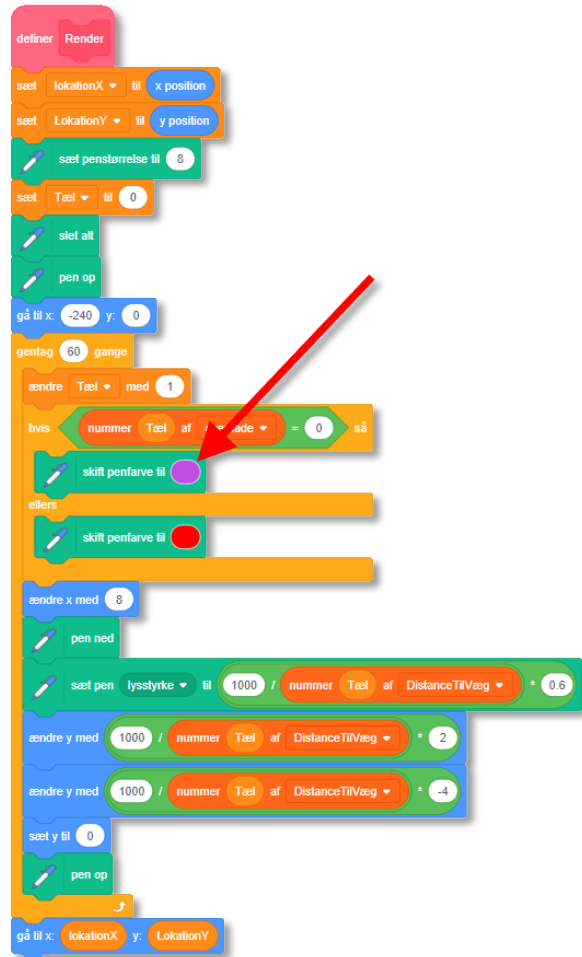 definer Render
sæt lokationX til x position
sæt LokationY til y position
sæt penstørrelse til 8
sæt Tæl til 0
slet alt
pen op
gå til x: -240 y: 0
gentag 60 gange
ændre Tæl med 1
hvis nummer Tæl af = 0 så
skift penfarve til
ellers
skift penfarve til
ændre x med 8
pen ned
sæt pen lysstyrke til 1000 / nummer Tæl af DistanceTilVæg * 0.6
ændre y med 1000 / nummer Tæl af DistanceTilVæg * 2
ændre y med 1000 / nummer Tæl af DistanceTilVæg * -4
sæt y til 0
pen op
gå til x: lokationX y: LokationY